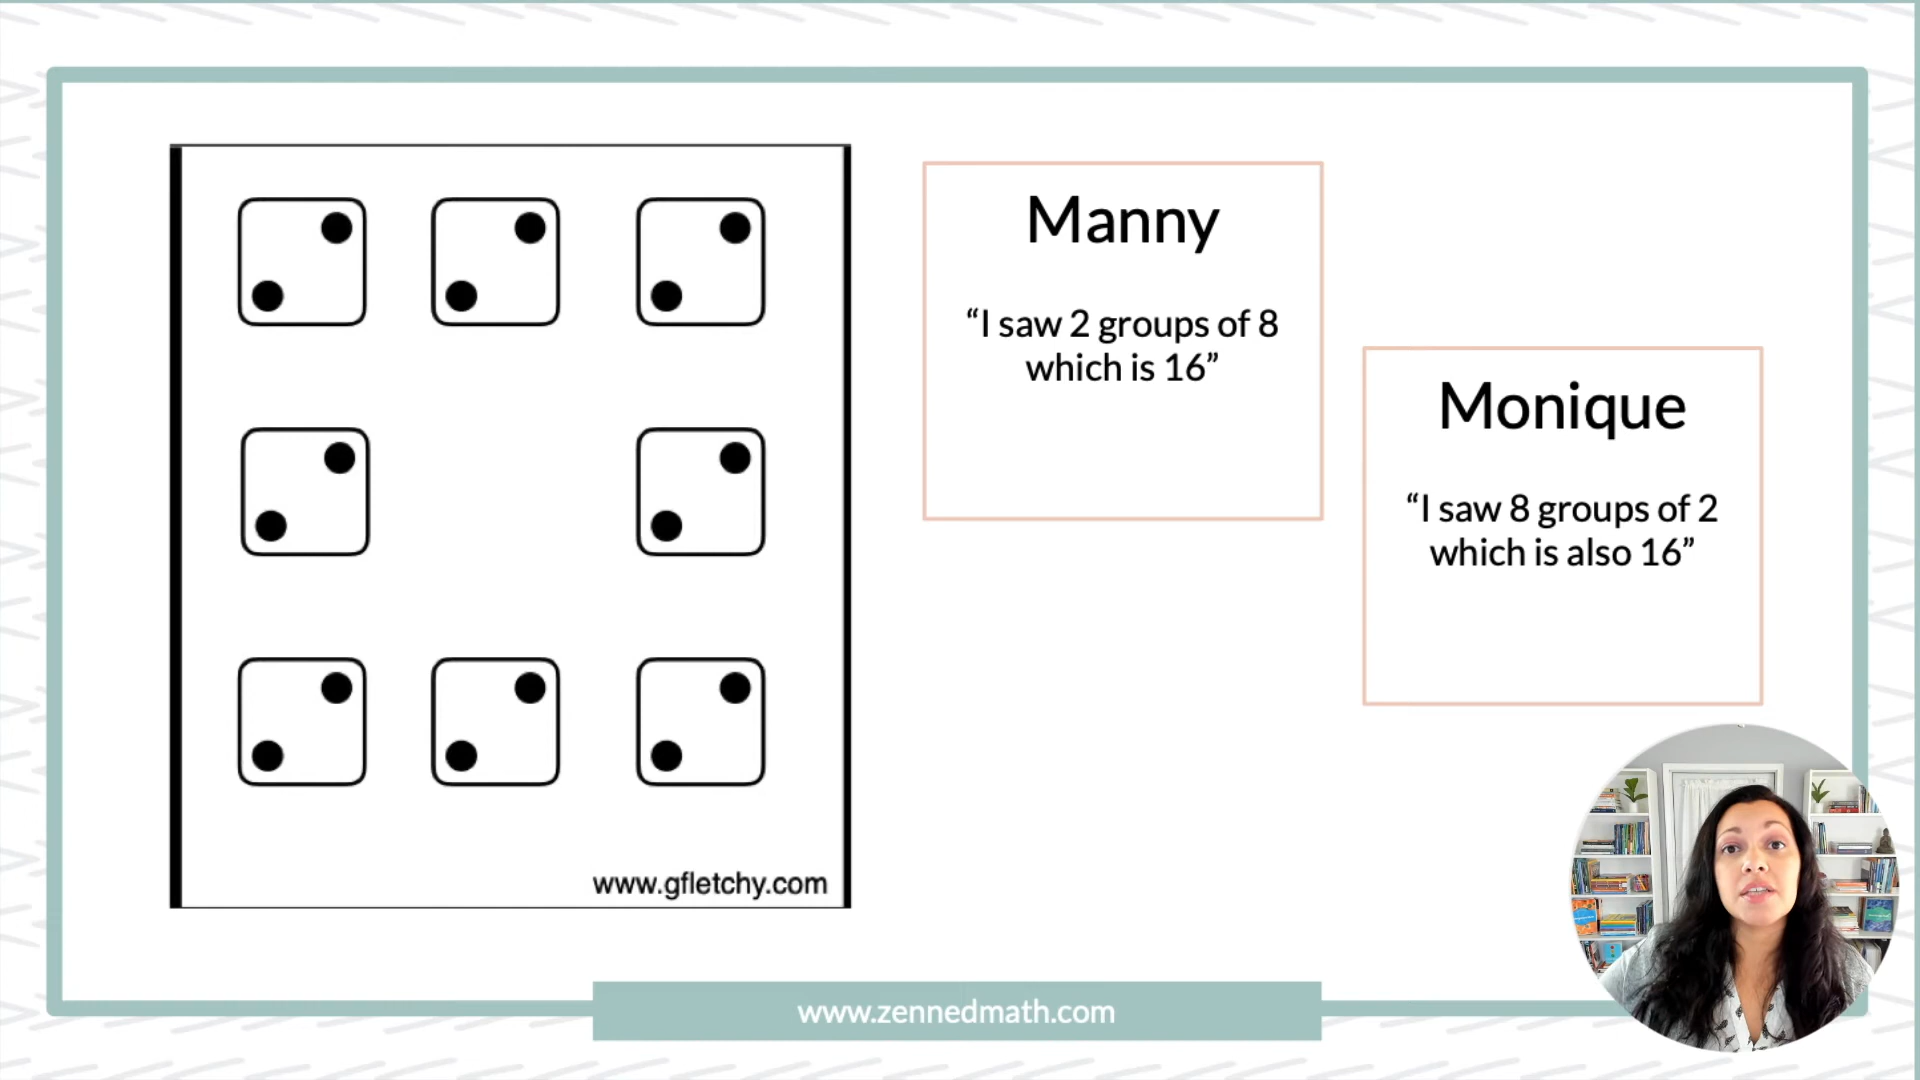 Manny
“I saw 2 groups of 8
which is 16”
Monique
“I saw 8 groups of 2
which is also 16”
www.gfletchy.com
www.zennedmath.com